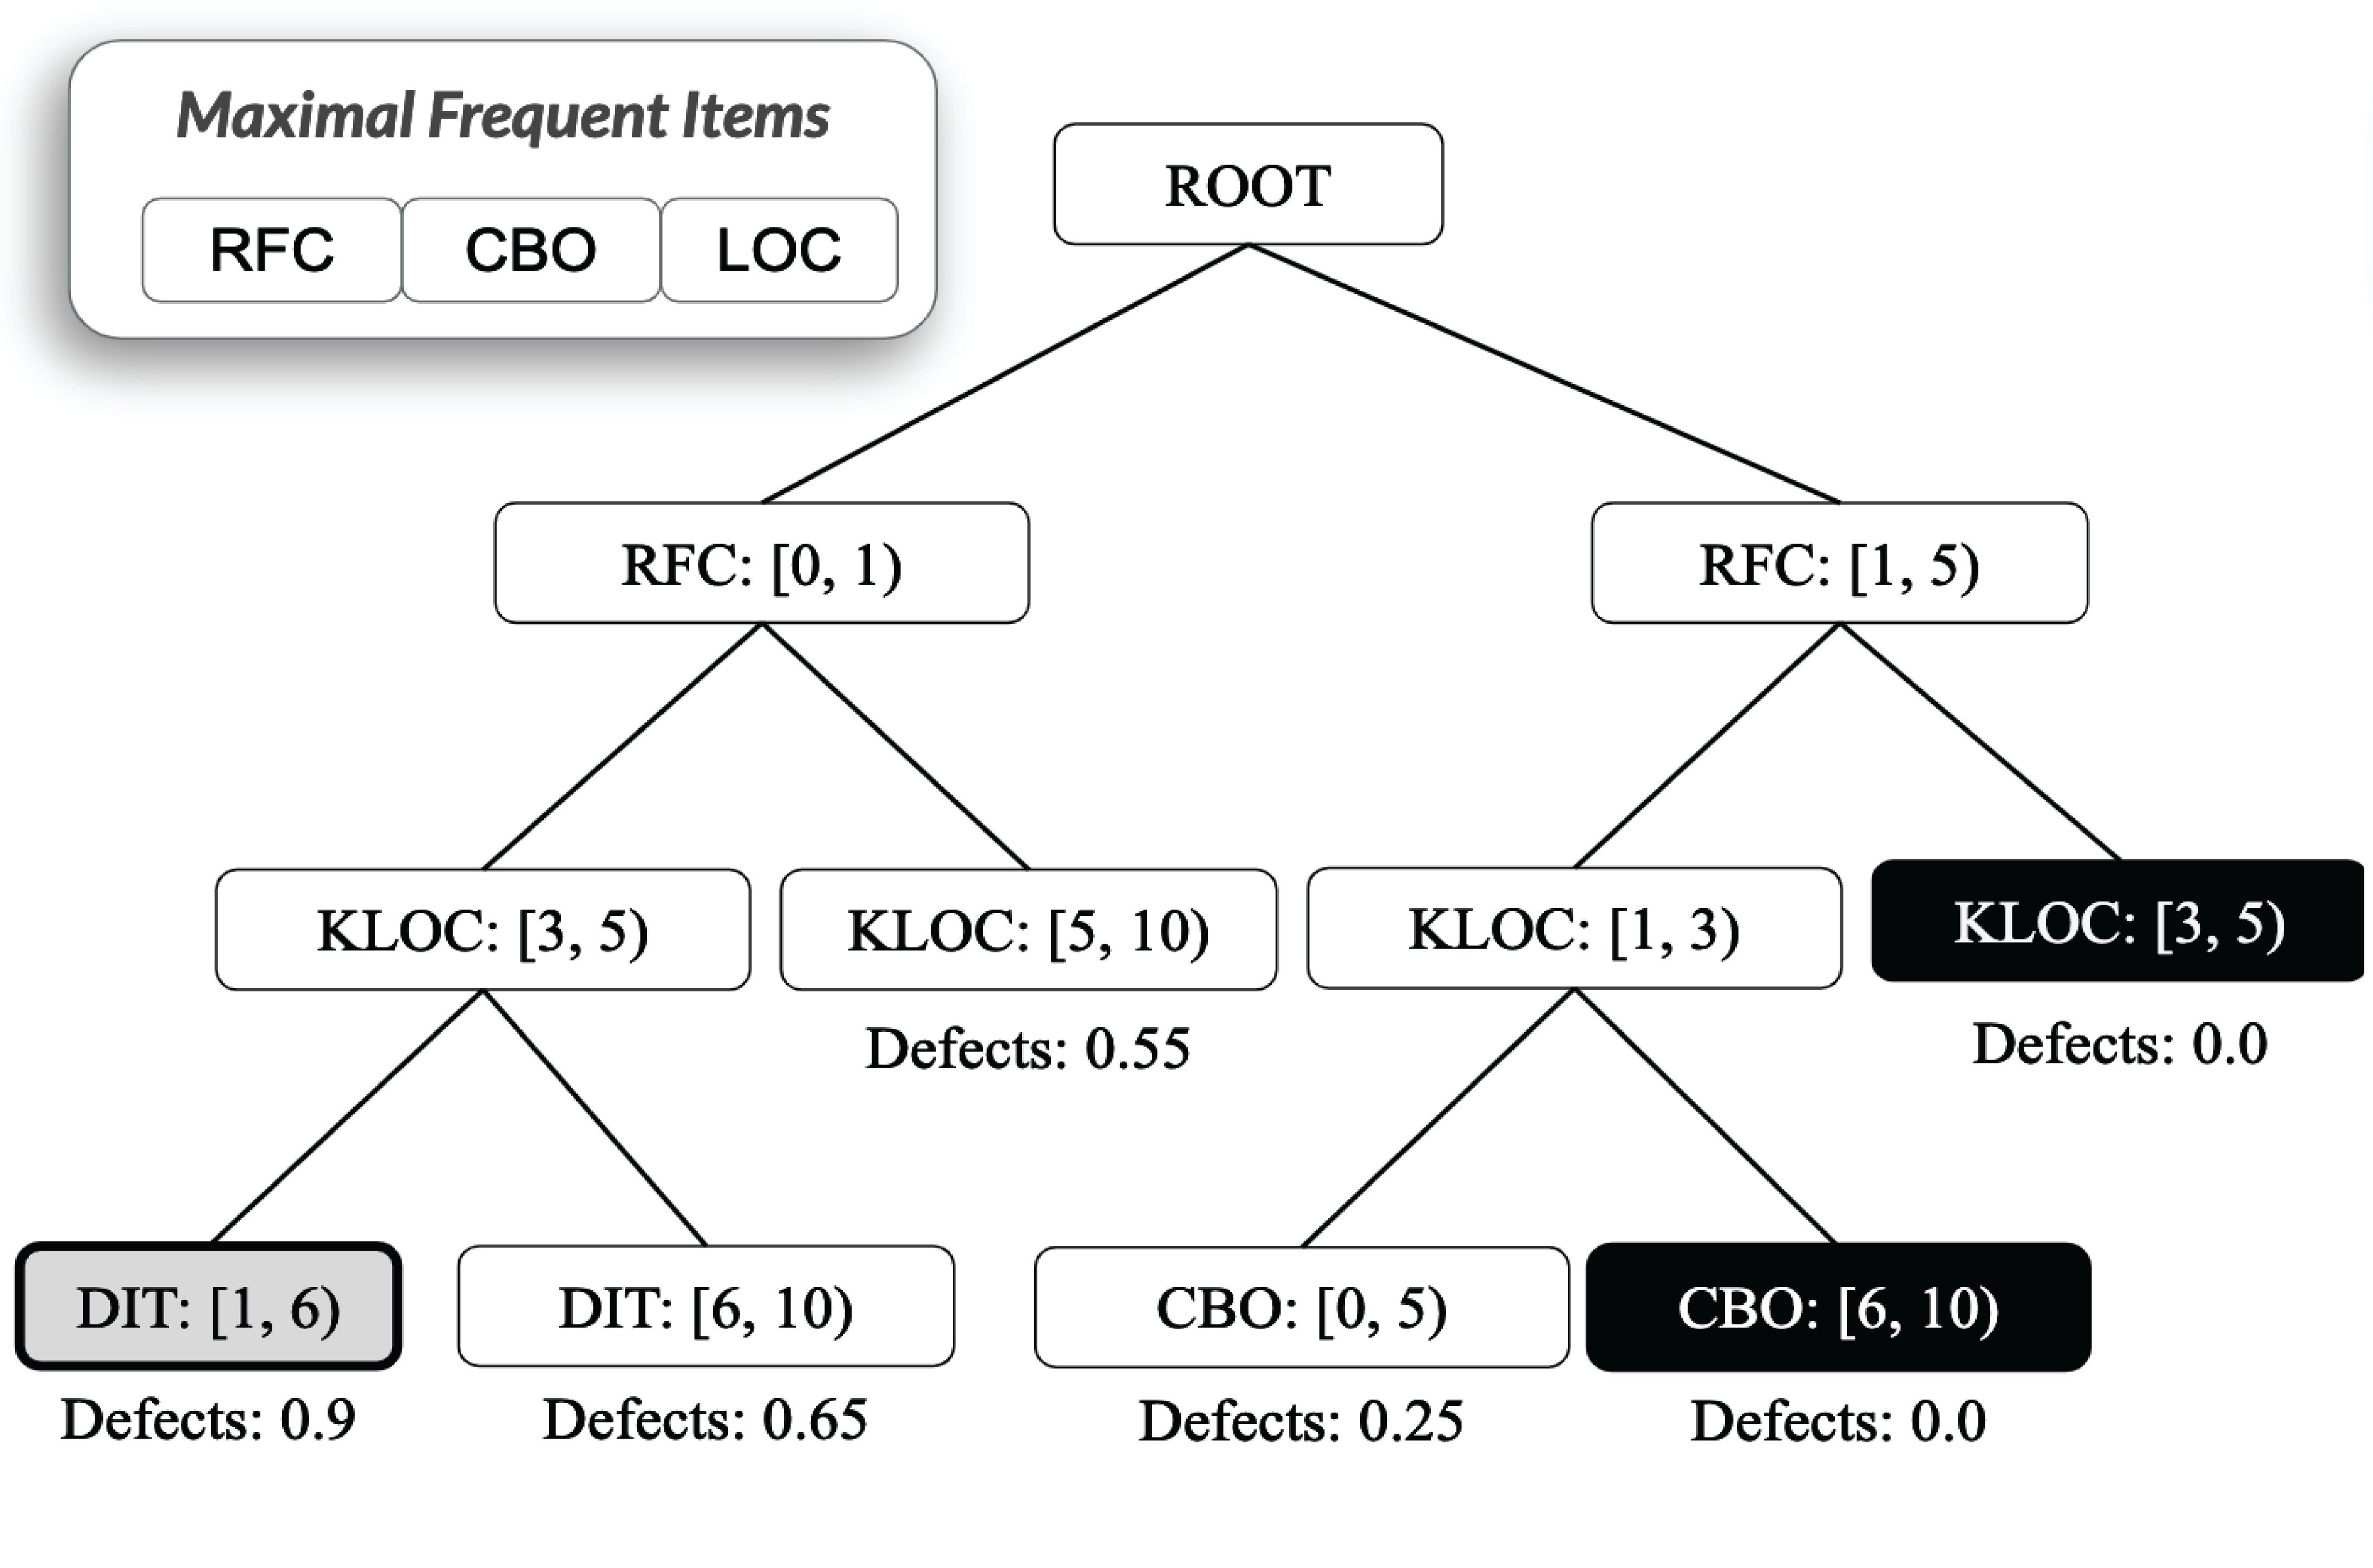 Maximal Frequent Items
RFC CBO LOC
ROOT
RFC: [0, 1) RFC: [1, 5)
KLOC: [3, 5) KLOC: [5, 10) KLOC: [1, 3) KLOC: [3, 5)
Defects: 0.55 Defects: 0.0
DIT: [1, 6) DIT: [6, 10) CBO: [0, 5) CBO: [6, 10)
Defects: 0.9 Defects: 0.65 Defects: 0.25 Defects: 0.0